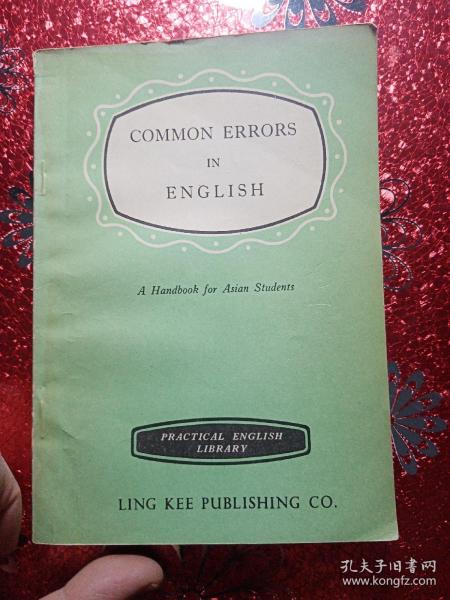 COMMON ERRORS
IN
ENGLISH
A Handbook for Asian Students
PRACTICAL ENGLISH
LIBRARY
LING KEE PUBLISHING CO.
孔夫子旧书网
www.kongfz.com